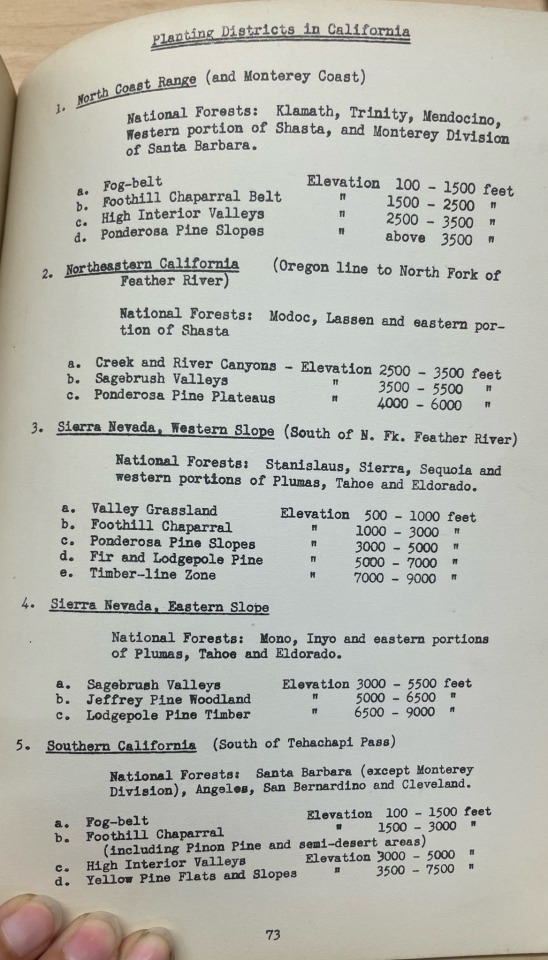 Planting Districts in California
1. North Coast Range (and Monterey Coast)
National Forests: Klamath, Trinity, Mendocino,
Western portion of Shasta, and Monterey Division
of Santa Barbara.
a. Fog-belt Elevation 100 - 1500 feet
b. Foothill Chaparral Belt " 1500 - 2500 "
c. High Interior Valleys " 2500 - 3500 "
d. Ponderosa Pine Slopes " above 3500 "
2. Northeastern California (Oregon line to North Fork of
Feather River)
National Forests: Modoc, Lassen and eastern por-
tion of Shasta
a. Creek and River Canyons - Elevation 2500 - 3500 feet
b. Sagebrush Valleys " 3500 - 5500 "
c. Ponderosa Pine Plateaus " 4000 - 6000 "
3. Sierra Nevada, Western Slope (South of N. Fk. Feather River)
National Forests: Stanislaus, Sierra, Sequoia and
western portions of Plumas, Tahoe and Eldorado.
a. Valley Grassland Elevation 500 - 1000 feet
b. Foothill Chaparral " 1000 - 3000 "
c. Ponderosa Pine Slopes " 3000 - 5000 "
d. Fir and Lodgepole Pine " 5000 - 7000 "
e. Timber-line Zone " 7000 - 9000 "
4. Sierra Nevada, Eastern Slope
National Forests: Mono, Inyo and eastern portions
of Plumas, Tahoe and Eldorado.
a. Sagebrush Valleys Elevation 3000 - 5500 feet
b. Jeffrey Pine Woodland " 5000 - 6500 "
c. Lodgepole Pine Timber " 6500 - 9000 "
5. Southern California (South of Tehachapi Pass)
National Forests: Santa Barbara (except Monterey
Division), Angeles, San Bernardino and Cleveland.
a. Fog-belt Elevation 100 - 1500 feet
b. Foothill Chaparral " 1500 - 3000 "
(including Pinon Pine and semi-desert areas)
c. High Interior Valleys Elevation 3000 - 5000 "
d. Yellow Pine Flats and Slopes " 3500 - 7500 "
73